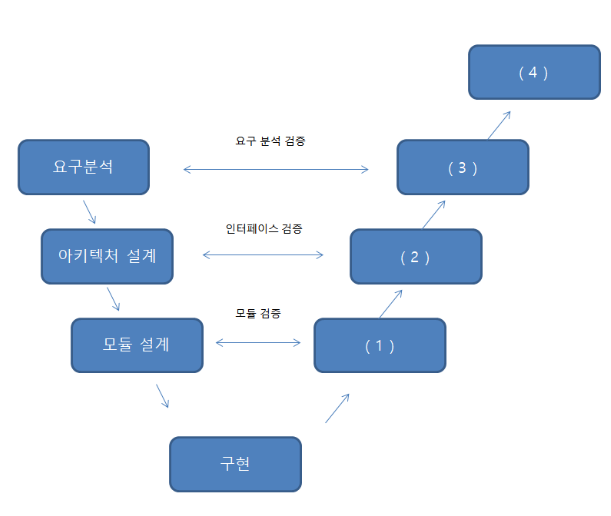 ( 4 )
요구 분석 검증
요구분석
( 3 )
인터페이스 검증
아키텍처 설계
( 2 )
모듈 검증
모듈 설계
( 1 )
구현